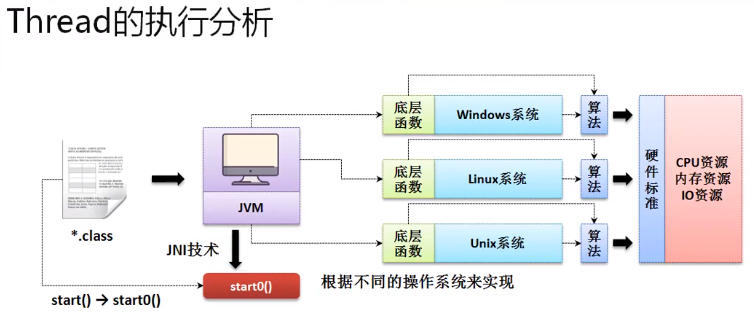 Thread的执行分析
*.class
start() → start0()
JVM
JNI技术
start0()
底层
函数
Windows系统
算
法
底层
函数
Linux系统
算
法
底层
函数
Unix系统
算
法
根据不同的操作系统来实现
硬
件
标
准
CPU资源
内存资源
IO资源